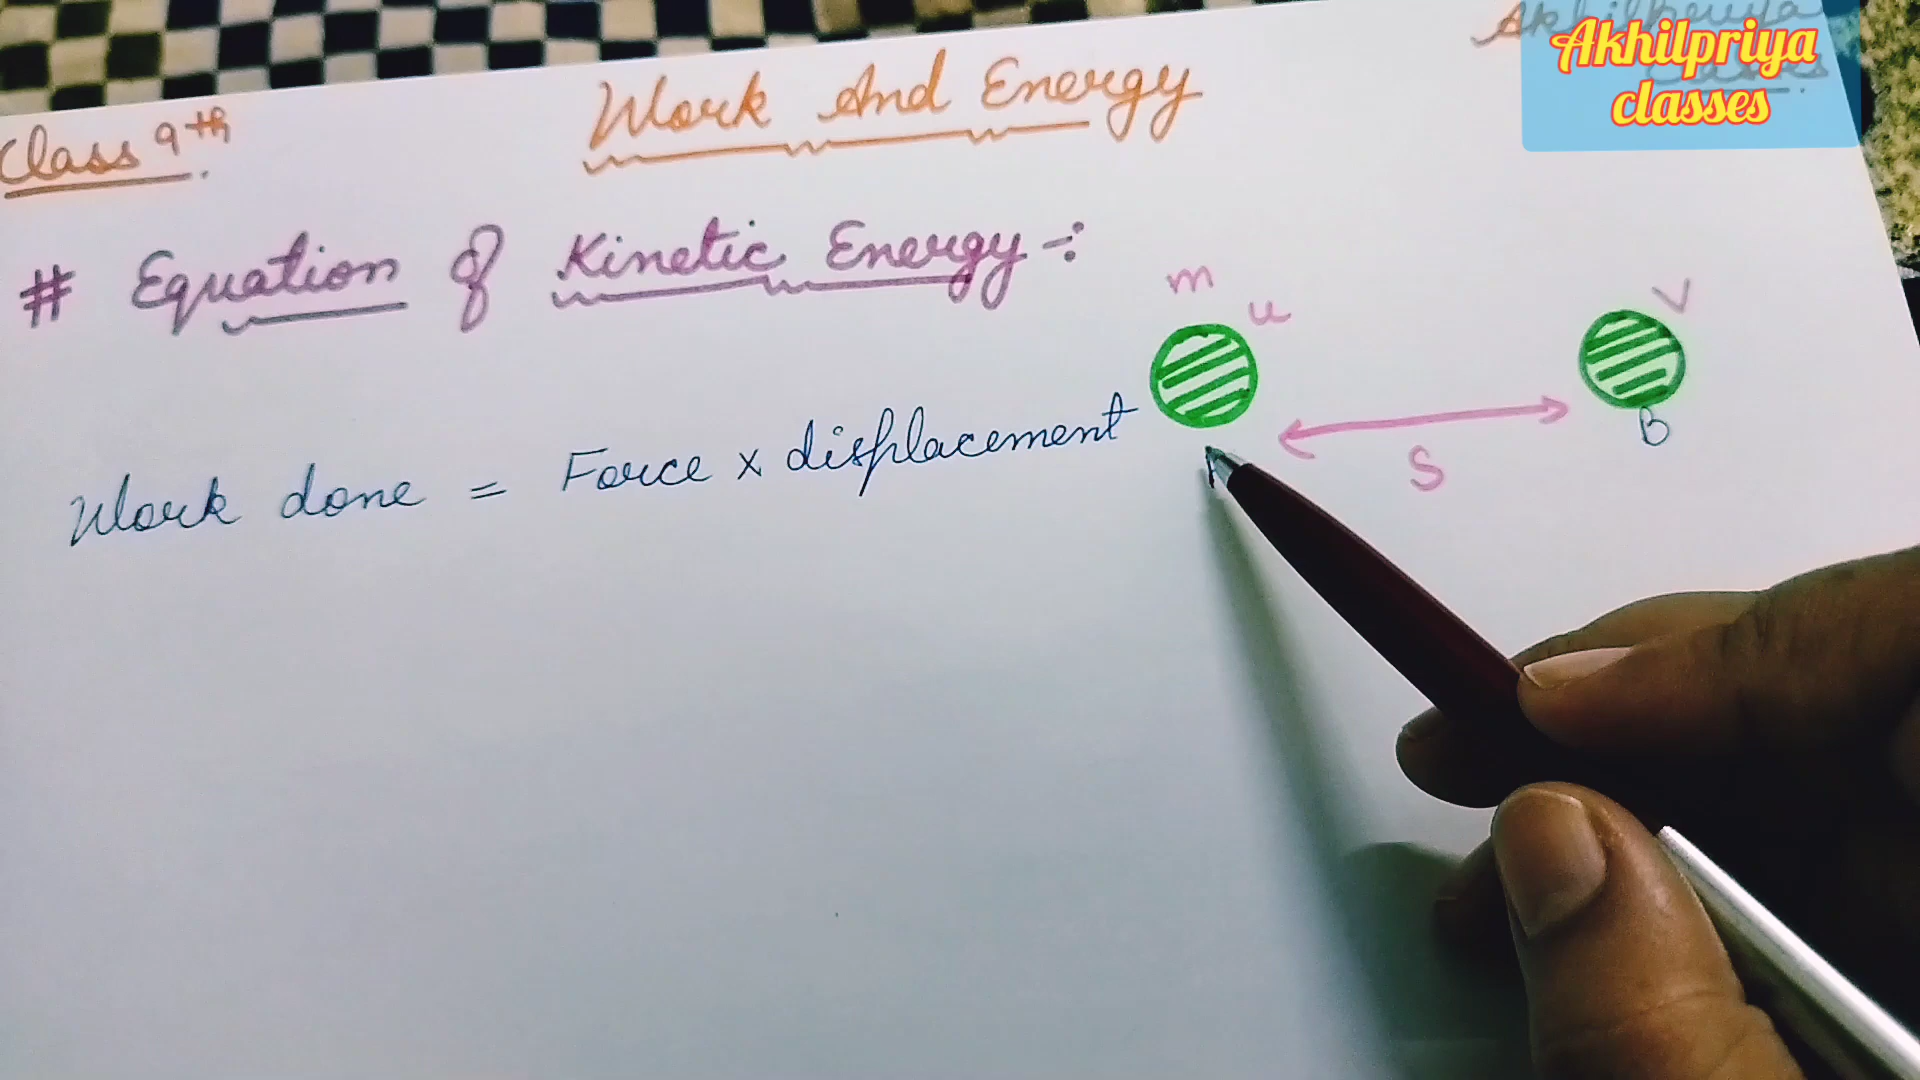 Akhilpriya
classes
Class 9th.
Work And Energy
# Equation of Kinetic Energy :-
m
u
V
Work done = Force x displacement
S
B